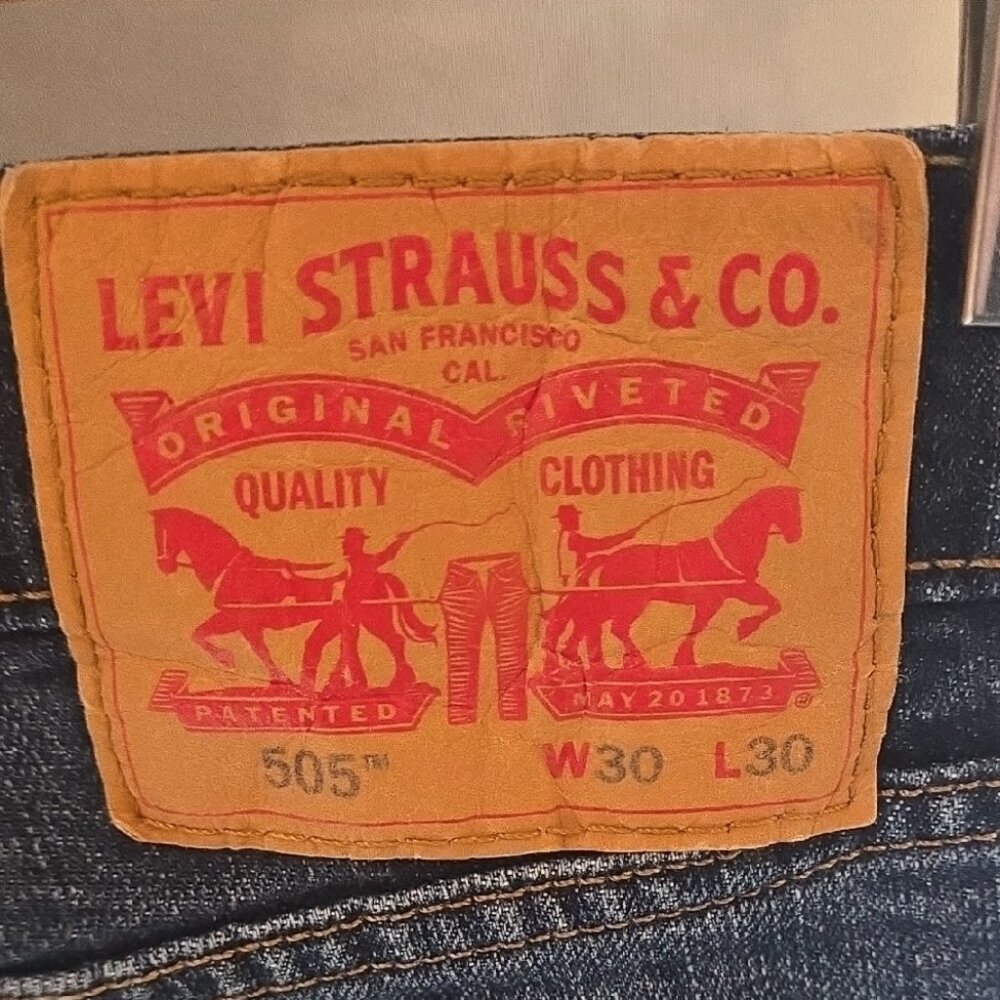 LEVI STRAUSS & CO.
SAN FRANCISCO
CAL.
ORIGINAL RIVETED
QUALITY CLOTHING
PATENTED MAY 20 1873 ®
505™ W30 L30